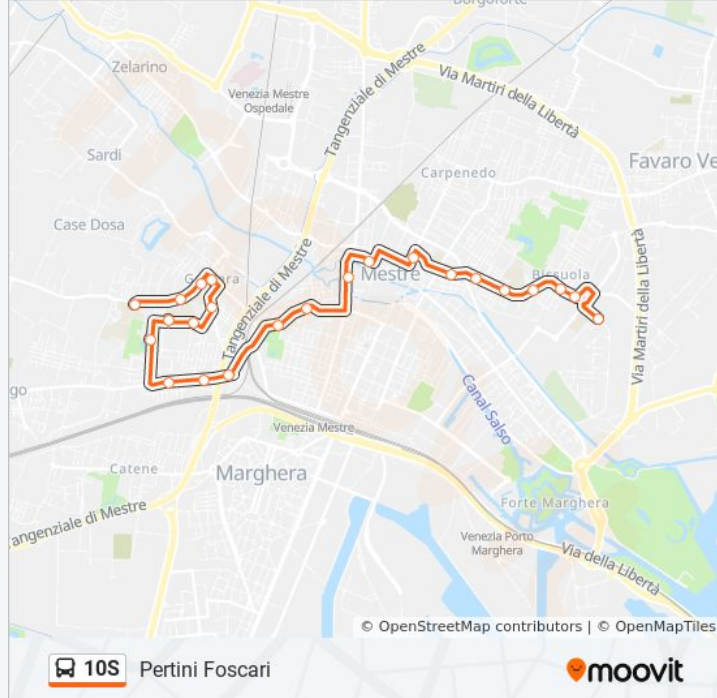 Borgoforte
Zelarino
Tangenziale di Mestre
Via Martiri della Libertà
Venezia Mestre
Ospedale
Sardi
Carpenedo
Favaro Ve
Case Dosa
Mestre
Bissuola
Via Martiri della Libertà
Tangenziale di Mestre
go
Canal Salso
Venezia Mestre
Catene
Marghera
Forte Marghera
Tangenziale di Mestre
Venezia Porto
Marghera
Via della Libertà
© OpenStreetMap contributors | © OpenMapTiles
10S Pertini Foscari
moovit